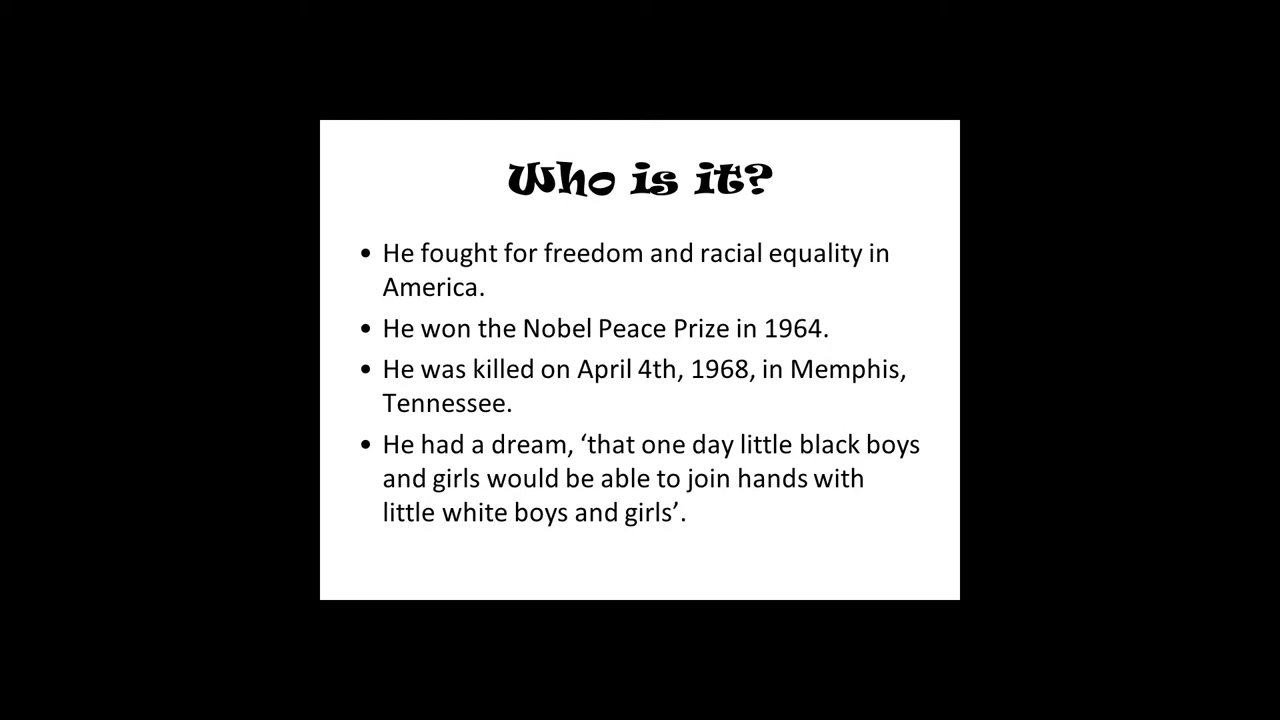 Who is it?
• He fought for freedom and racial equality in
America.
• He won the Nobel Peace Prize in 1964.
• He was killed on April 4th, 1968, in Memphis,
Tennessee.
• He had a dream, ‘that one day little black boys
and girls would be able to join hands with
little white boys and girls’.